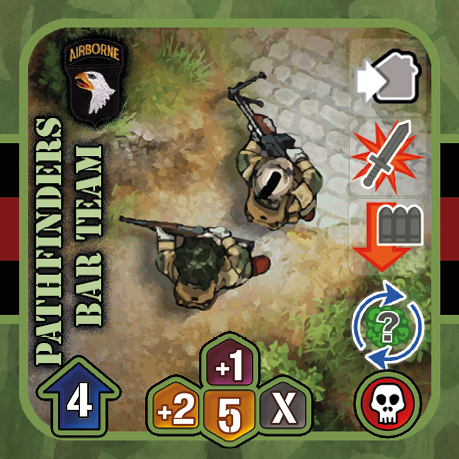 AIRBORNE
PATHFINDERS
BAR TEAM
?
4
+1
+2
5
X